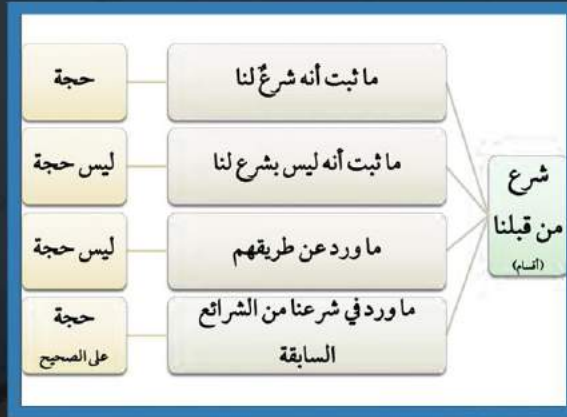 شرع
من قبلنا
(أقسام)
ما ثبت أنه شرعٌ لنا
حجة
ما ثبت أنه ليس بشرع لنا
ليس حجة
ما ورد عن طريقهم
ليس حجة
ما ورد في شرعنا من الشرائع
السابقة
حجة
على الصحيح